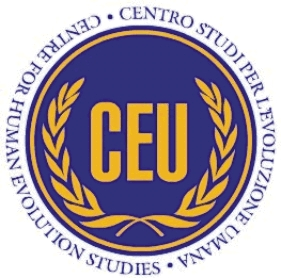 CENTRO STUDI PER L'EVOLUZIONE UMANA •
CENTRE FOR HUMAN EVOLUTION STUDIES •
CEU